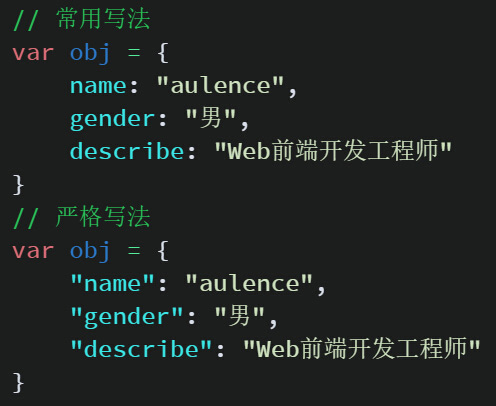 // 常用写法
var obj = {
    name: "aulence",
    gender: "男",
    describe: "Web前端开发工程师"
}
// 严格写法
var obj = {
    "name": "aulence",
    "gender": "男",
    "describe": "Web前端开发工程师"
}